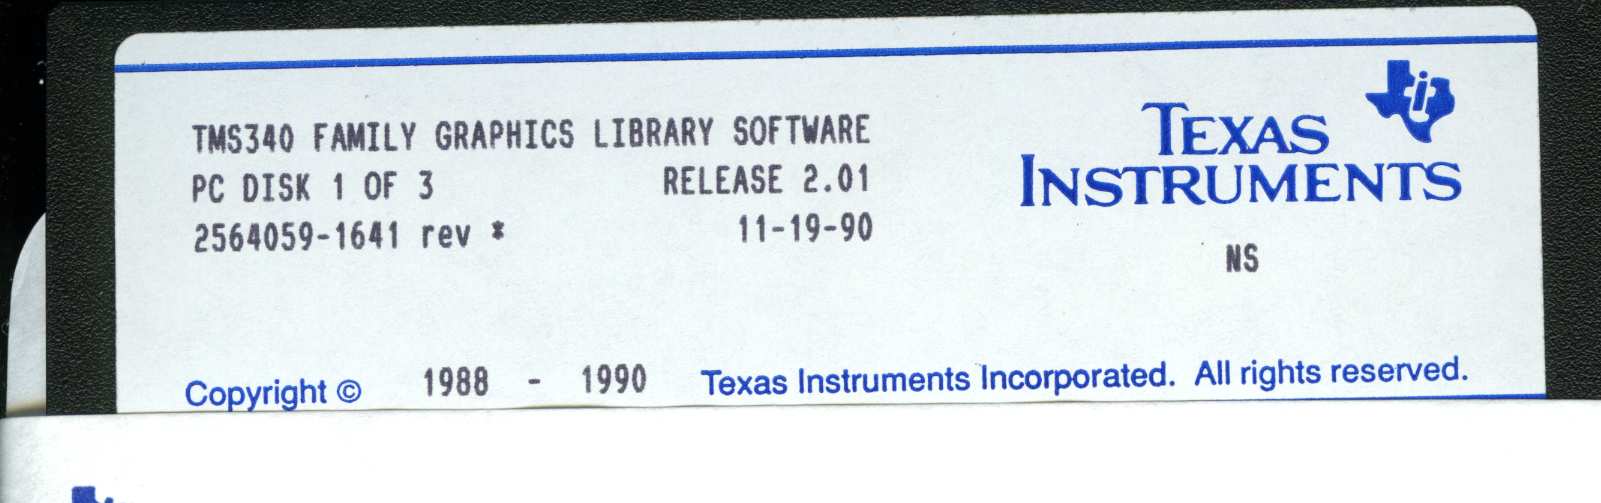 TMS340 FAMILY GRAPHICS LIBRARY SOFTWARE
PC DISK 1 OF 3 RELEASE 2.01
2564059-1641 rev * 11-19-90
TEXAS
INSTRUMENTS
NS
Copyright © 1988 - 1990 Texas Instruments Incorporated. All rights reserved.